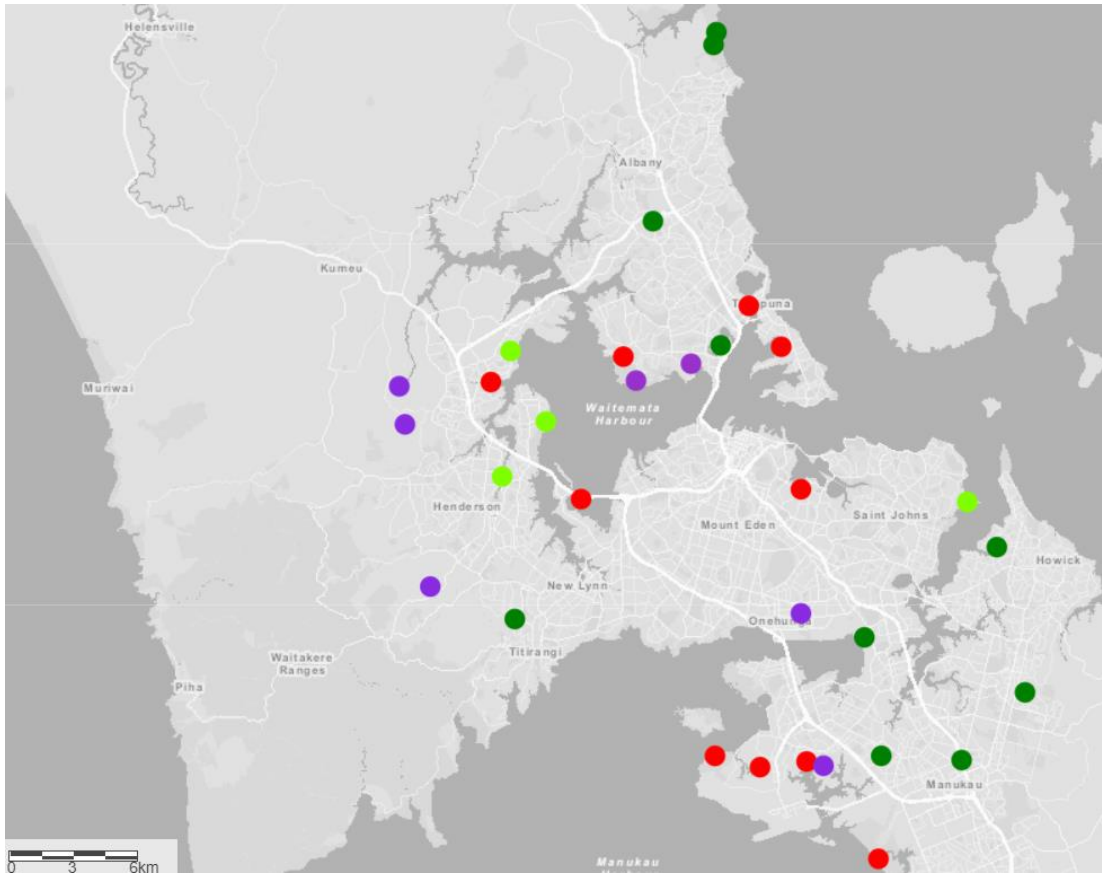 Helensville
Albany
Kumeu
Muriwai
Waitemata
Harbour
Henderson
Mount Eden
Saint Johns
Howick
New Lynn
Onehunga
Titirangi
Waitakere
Ranges
Piha
Manukau
Manukau
0 3 6km